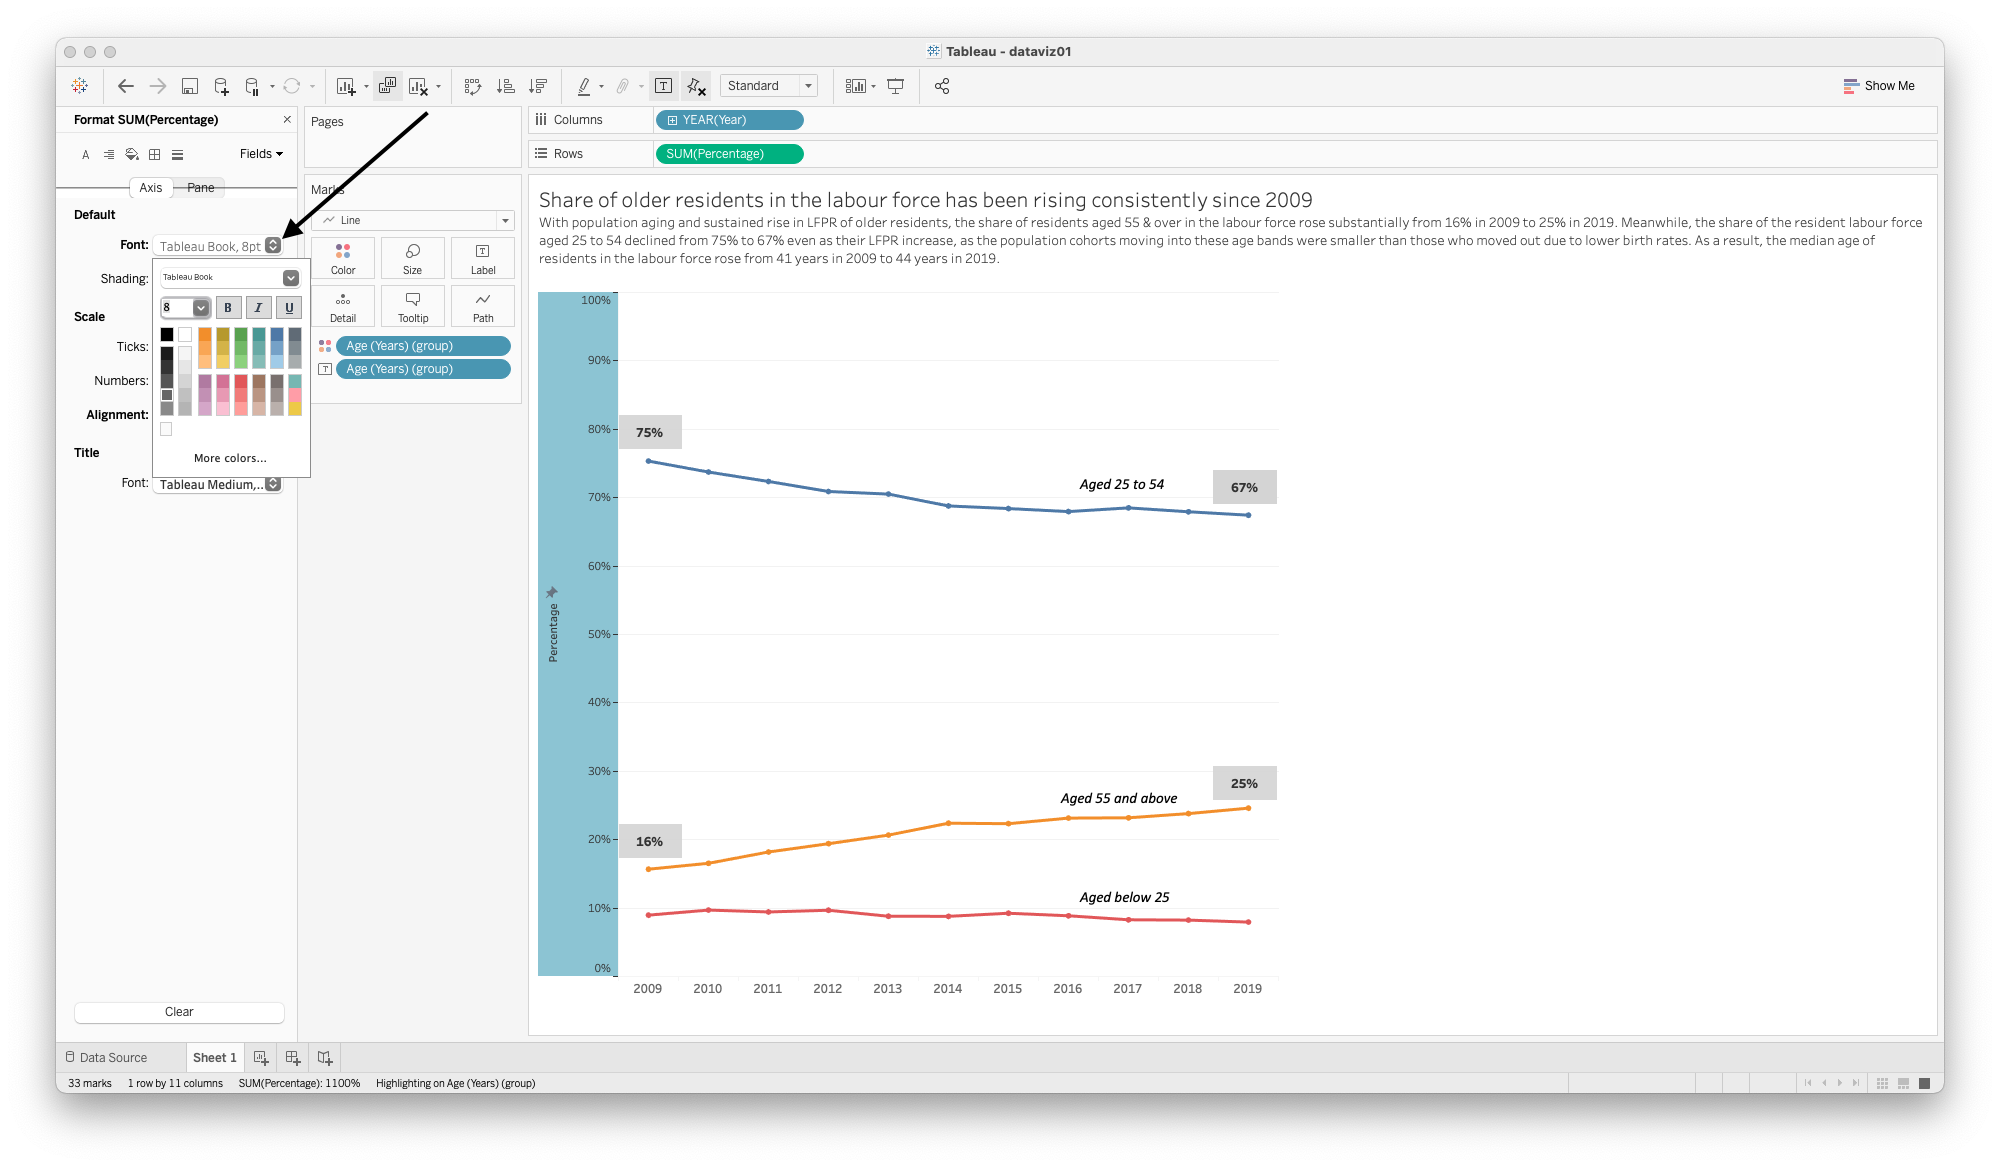 Tableau - dataviz01
Standard
Show Me
Format SUM(Percentage)
Fields
Axis
Pane
Default
Font: Tableau Book, 8pt
Tableau Book
8
B I U
Shading:
Scale
Ticks:
Numbers:
Alignment:
More colors...
Title
Font: Tableau Medium,..
Clear
Pages
Marks
Line
Color
Size
Label
Detail
Tooltip
Path
Age (Years) (group)
Age (Years) (group)
Columns
YEAR(Year)
Rows
SUM(Percentage)
Share of older residents in the labour force has been rising consistently since 2009
With population aging and sustained rise in LFPR of older residents, the share of residents aged 55 & over in the labour force rose substantially from 16% in 2009 to 25% in 2019. Meanwhile, the share of the resident labour force
aged 25 to 54 declined from 75% to 67% even as their LFPR increase, as the population cohorts moving into these age bands were smaller than those who moved out due to lower birth rates. As a result, the median age of
residents in the labour force rose from 41 years in 2009 to 44 years in 2019.
100%
90%
80%
70%
60%
50%
40%
30%
20%
10%
0%
Percentage
75%
Aged 25 to 54
67%
25%
Aged 55 and above
16%
Aged below 25
2009 2010 2011 2012 2013 2014 2015 2016 2017 2018 2019
Data Source
Sheet 1
33 marks 1 row by 11 columns SUM(Percentage): 1100% Highlighting on Age (Years) (group)